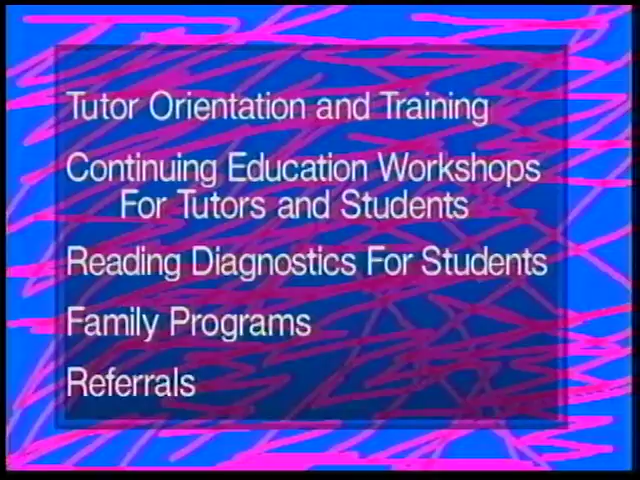 Tutor Orientation and Training
Continuing Education Workshops
For Tutors and Students
Reading Diagnostics For Students
Family Programs
Referrals